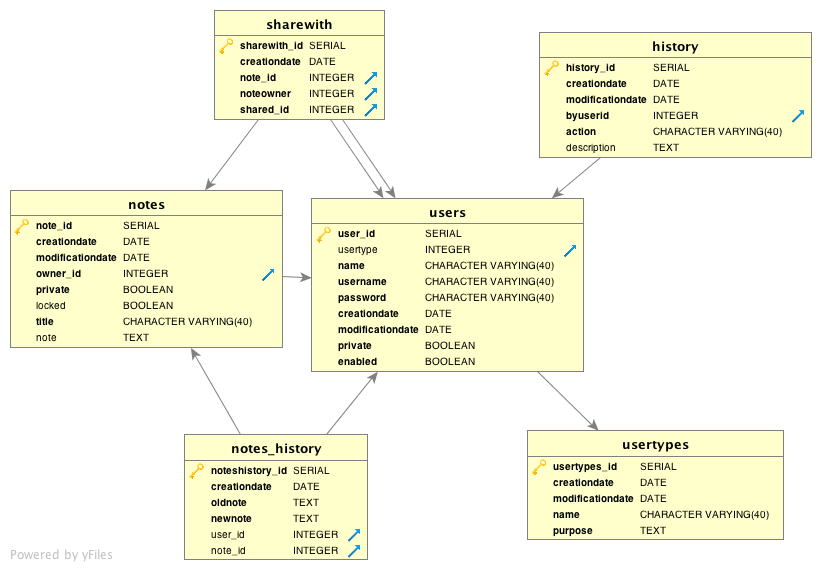 sharewith
sharewith_id SERIAL
creationdate DATE
note_id INTEGER
noteowner INTEGER
shared_id INTEGER
history
history_id SERIAL
creationdate DATE
modificationdate DATE
byuserid INTEGER
action CHARACTER VARYING(40)
description TEXT
notes
note_id SERIAL
creationdate DATE
modificationdate DATE
owner_id INTEGER
private BOOLEAN
locked BOOLEAN
title CHARACTER VARYING(40)
note TEXT
users
user_id SERIAL
usertype INTEGER
name CHARACTER VARYING(40)
username CHARACTER VARYING(40)
password CHARACTER VARYING(40)
creationdate DATE
modificationdate DATE
private BOOLEAN
enabled BOOLEAN
notes_history
noteshistory_id SERIAL
creationdate DATE
oldnote TEXT
newnote TEXT
user_id INTEGER
note_id INTEGER
usertypes
usertypes_id SERIAL
creationdate DATE
modificationdate DATE
name CHARACTER VARYING(40)
purpose TEXT
Powered by yFiles